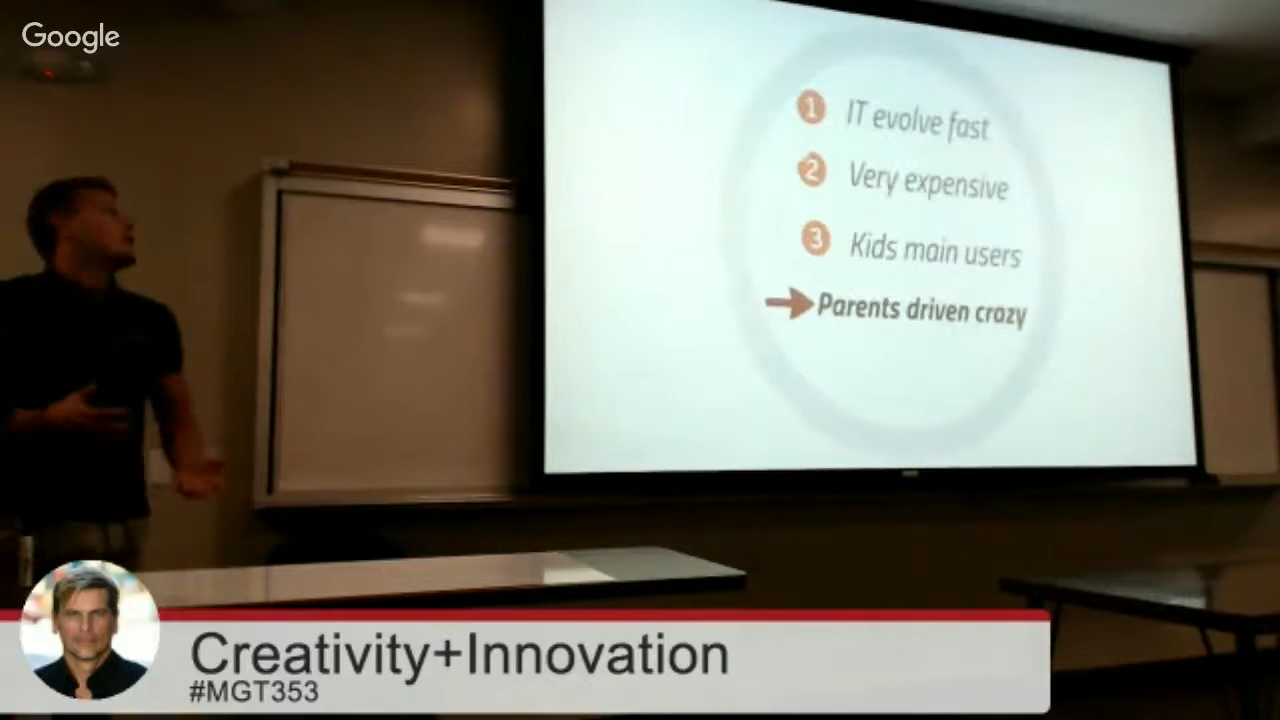 Google
1 IT evolve fast
2 Very expensive
3 Kids main users
Parents driven crazy
Creativity+Innovation
#MGT353